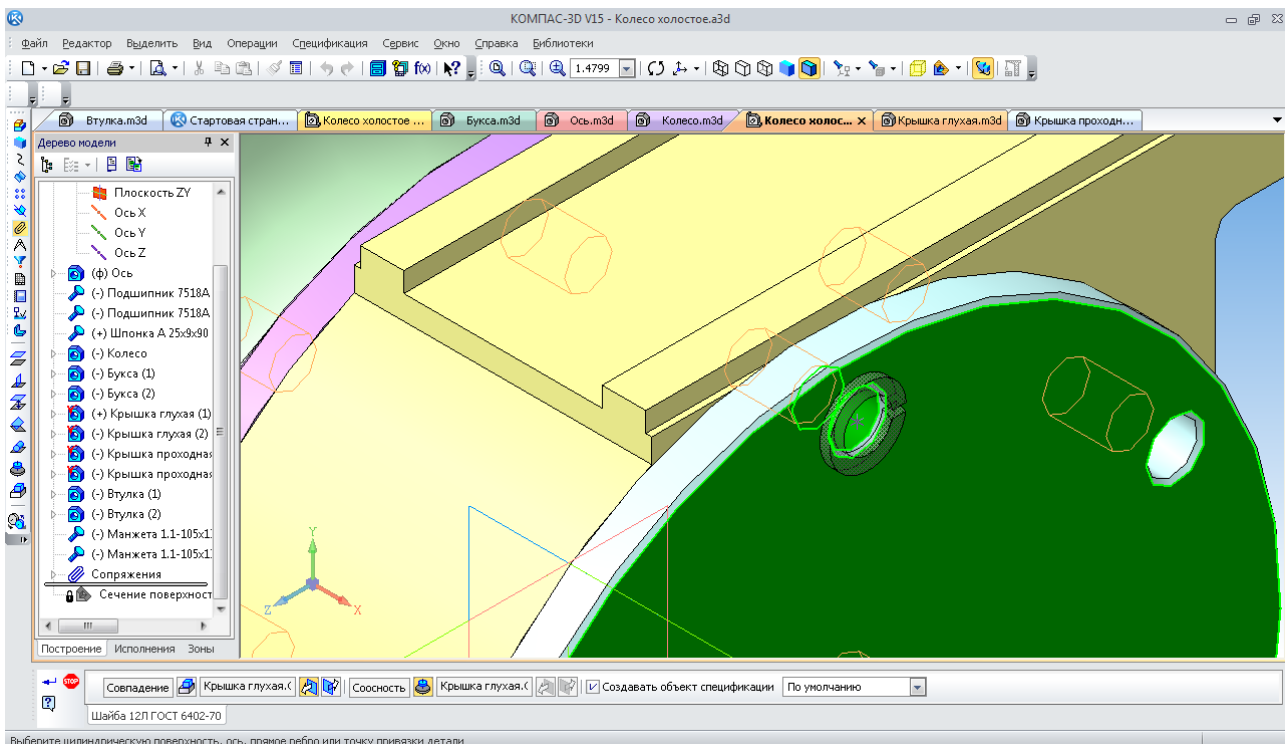 КОМПАС-3D V15 - Колесо холостое.a3d
Файл Редактор Выделить Вид Операции Спецификация Сервис Окно Справка Библиотеки
1.4799
f(x)
Втулка.m3d Стартовая стран... Колесо холостое ... Букса.m3d Ось.m3d Колесо.m3d Колесо холос... Крышка глухая.m3d Крышка проходн...
Дерево модели
Плоскость ZY
Ось X
Ось Y
Ось Z
(ф) Ось
(-) Подшипник 7518А
(-) Подшипник 7518А
(+) Шпонка А 25x9x90
(-) Колесо
(-) Букса (1)
(-) Букса (2)
(+) Крышка глухая (1)
(-) Крышка глухая (2)
(-) Крышка проходная
(-) Крышка проходная
(-) Втулка (1)
(-) Втулка (2)
(-) Манжета 1.1-105x1
(-) Манжета 1.1-105x1
Сопряжения
Сечение поверхност
Y
Z
X
Построение Исполнения Зоны
STOP
Совпадение Крышка глухая.( Соосность Крышка глухая.( Создавать объект спецификации По умолчанию
Шайба 12Л ГОСТ 6402-70
Выберите цилиндрическую поверхность, ось, прямое ребро или точку привязки детали